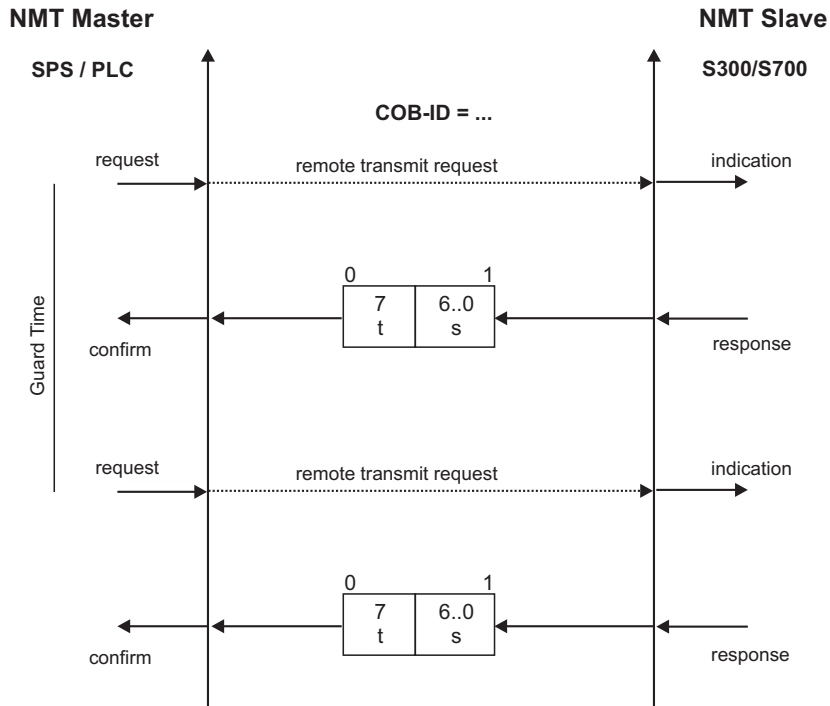 NMT Master
NMT Slave
SPS / PLC
S300/S700
COB-ID = ...
request
remote transmit request
indication
0 1
7 6..0
t s
confirm
response
Guard Time
request
remote transmit request
indication
0 1
7 6..0
t s
confirm
response